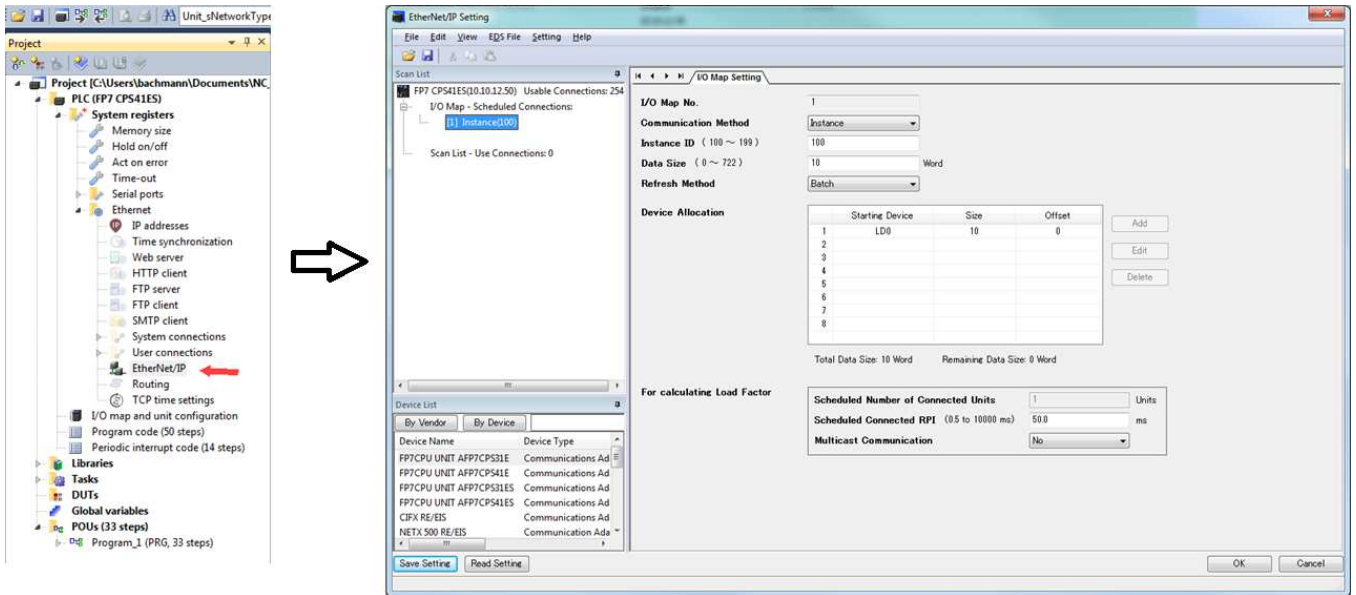 Unit_sNetworkType
Project
Project [C:\Users\bachmann\Documents\NC_
PLC (FP7 CPS41ES)
System registers
Memory size
Hold on/off
Act on error
Time-out
Serial ports
Ethernet
IP addresses
Time synchronization
Web server
HTTP client
FTP server
FTP client
SMTP client
System connections
User connections
EtherNet/IP
Routing
TCP time settings
I/O map and unit configuration
Program code (50 steps)
Periodic interrupt code (14 steps)
Libraries
Tasks
DUTs
Global variables
POUs (33 steps)
Program_1 (PRG, 33 steps)
EtherNet/IP Setting
File Edit View EDS File Setting Help
Scan List
FP7 CPS41ES(10.10.12.50) Usable Connections: 254
I/O Map - Scheduled Connections:
[1] Instance(100)
Scan List - Use Connections: 0
Device List
By Vendor By Device
Device Name Device Type
FP7CPU UNIT AFP7CPS31E Communications Ad
FP7CPU UNIT AFP7CPS41E Communications Ad
FP7CPU UNIT AFP7CPS31ES Communications Ad
FP7CPU UNIT AFP7CPS41ES Communications Ad
CIFX RE/EIS Communications Ad
NETX 500 RE/EIS Communication Ada
Save Setting Read Setting
I/O Map Setting
I/O Map No. 1
Communication Method Instance
Instance ID ( 100 ~ 199 ) 100
Data Size ( 0 ~ 722 ) 10 Word
Refresh Method Batch
Device Allocation
Starting Device Size Offset
1 LD0 10 0
2
3
4
5
6
7
8
Add
Edit
Delete
Total Data Size: 10 Word Remaining Data Size: 0 Word
For calculating Load Factor
Scheduled Number of Connected Units 1 Units
Scheduled Connected RPI (0.5 to 10000 ms) 50.0 ms
Multicast Communication No
OK Cancel